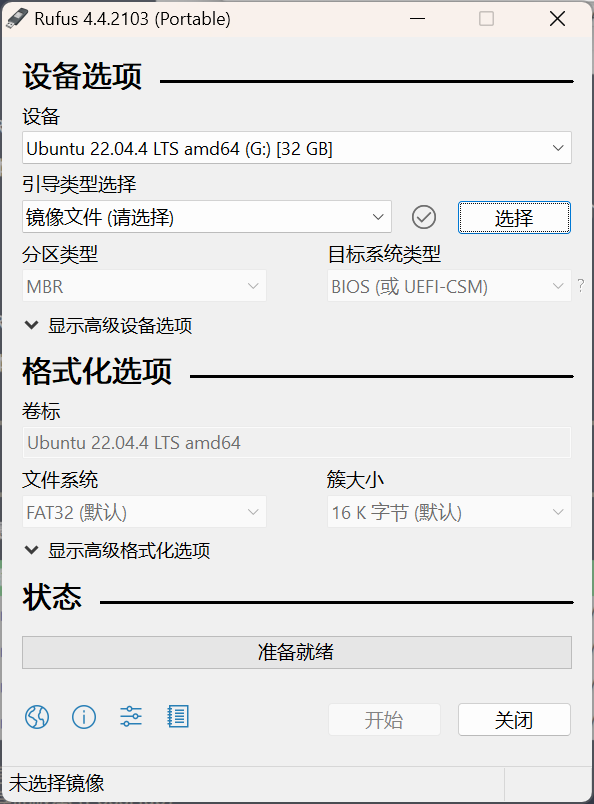 Rufus 4.4.2103 (Portable)
设备选项
设备
Ubuntu 22.04.4 LTS amd64 (G:) [32 GB]
引导类型选择
镜像文件 (请选择)
选择
分区类型
目标系统类型
MBR
BIOS (或 UEFI-CSM)
?
显示高级设备选项
格式化选项
卷标
Ubuntu 22.04.4 LTS amd64
文件系统
簇大小
FAT32 (默认)
16 K 字节 (默认)
显示高级格式化选项
状态
准备就绪
开始
关闭
未选择镜像